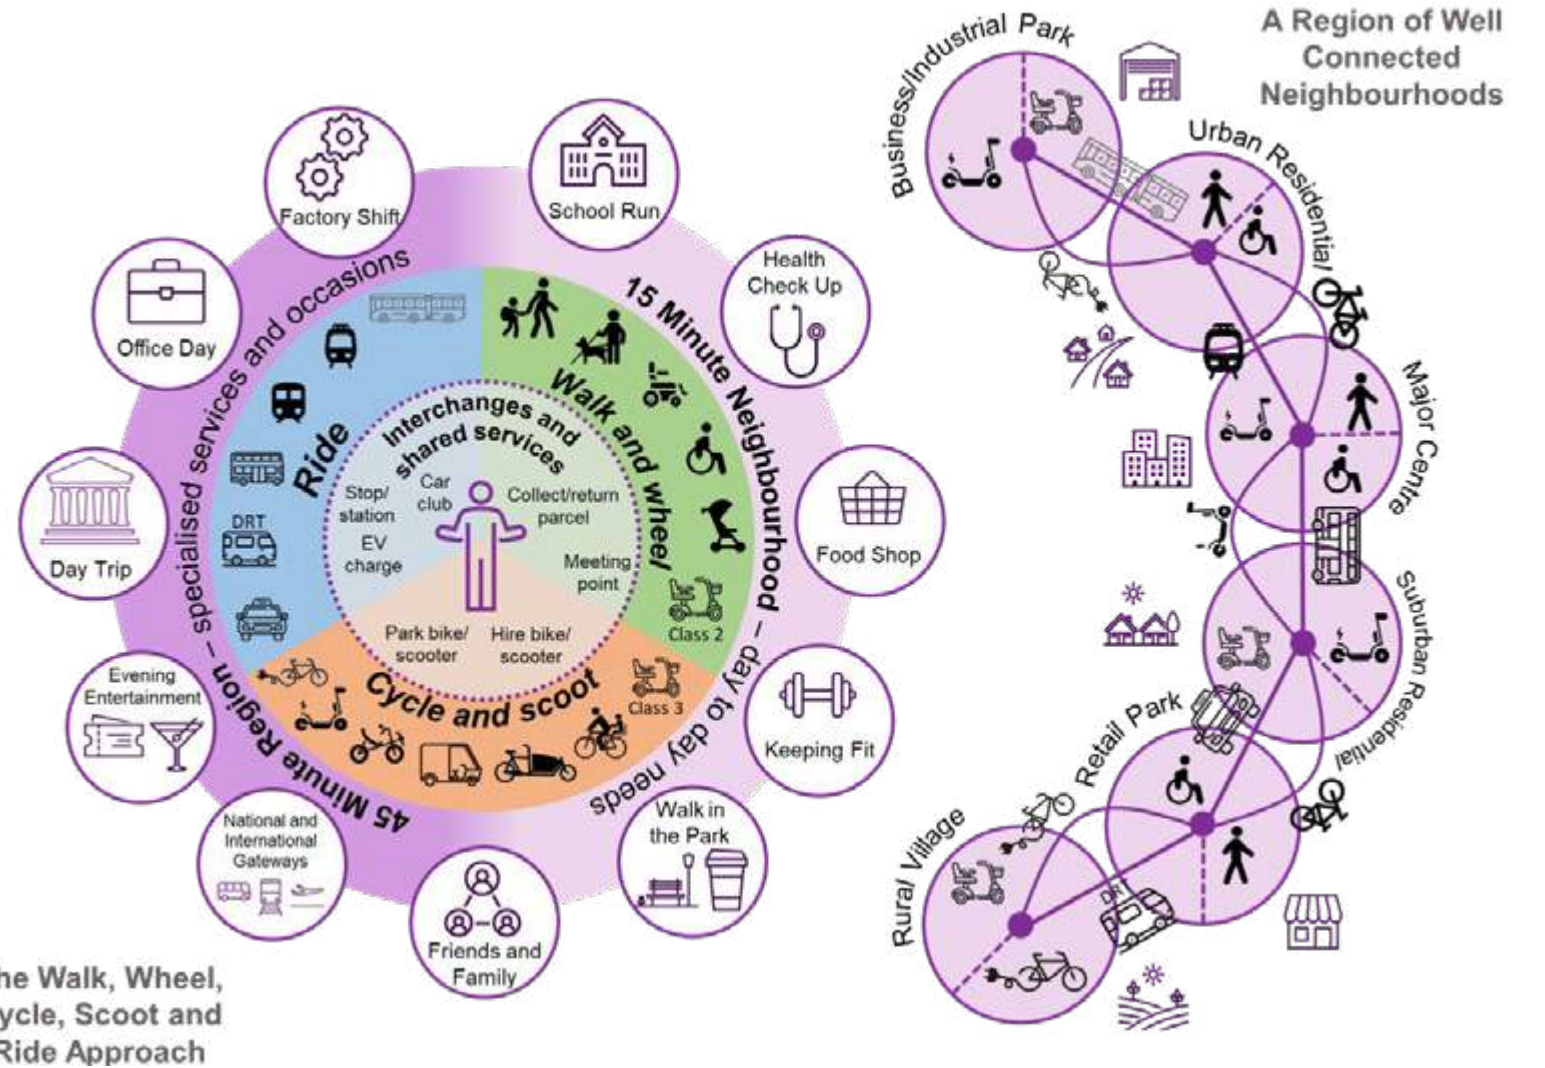 A Region of Well
Connected
Neighbourhoods
Factory Shift
School Run
Health
Check Up
Food Shop
Keeping Fit
Walk in
the Park
Friends and
Family
National and
International
Gateways
Evening
Entertainment
Day Trip
Office Day
45 Minute Region – specialised services and occasions
15 Minute Neighbourhood – day to day needs
Ride
DRT
Walk and wheel
Class 2
Cycle and scoot
Class 3
Interchanges and
shared services
Stop/
station
Car
club
EV
charge
Collect/return
parcel
Meeting
point
Park bike/
scooter
Hire bike/
scooter
he Walk, Wheel,
ycle, Scoot and
Ride Approach
Business/Industrial Park
Urban Residential
Major Centre
Suburban Residential
Retail Park
DRT
Rural Village